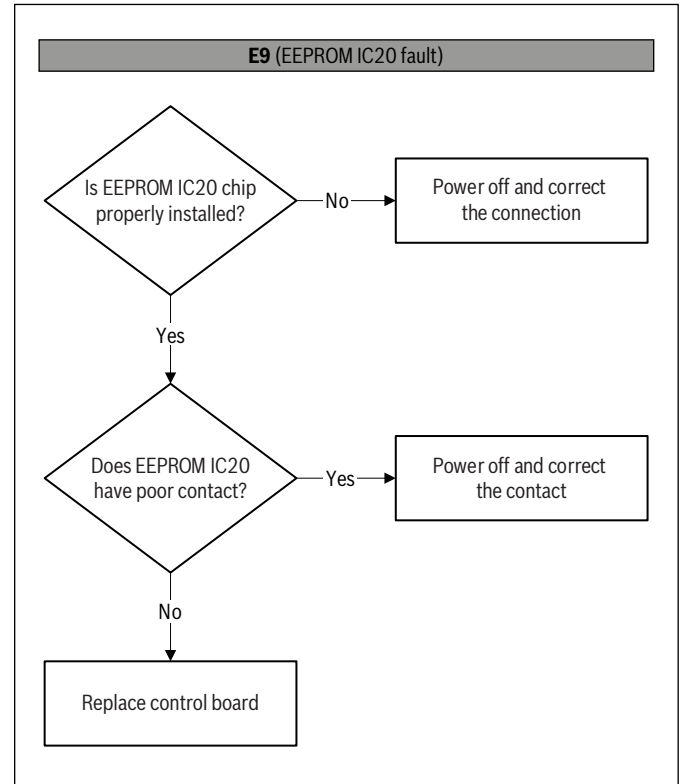 E9 (EEPROM IC20 fault)
Is EEPROM IC20 chip
properly installed?
No
Power off and correct
the connection
Yes
Does EEPROM IC20
have poor contact?
Yes
Power off and correct
the contact
No
Replace control board